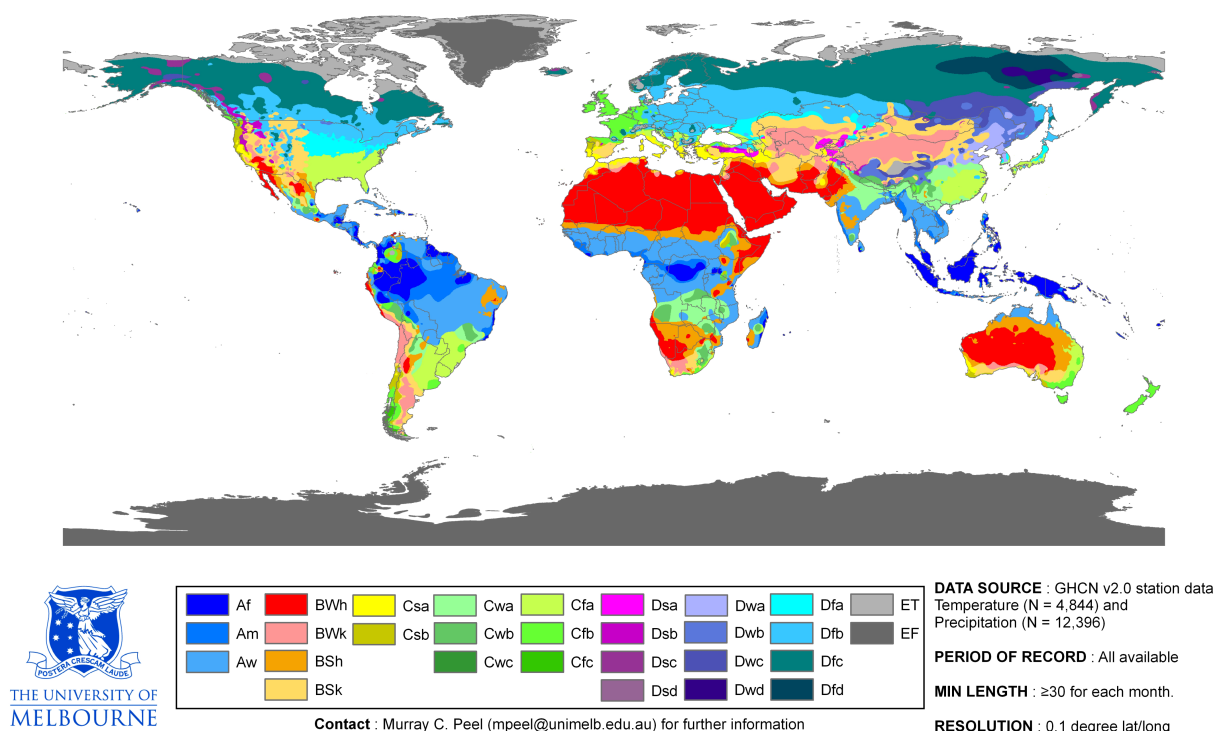 Af
Am
Aw
BWh
BWk
BSh
BSk
Csa
Csb
Cwa
Cwb
Cwc
Cfa
Cfb
Cfc
Dsa
Dsb
Dsc
Dsd
Dwa
Dwb
Dwc
Dwd
Dfa
Dfb
Dfc
Dfd
ET
EF
POSTERA CRESCAM LAUDE
THE UNIVERSITY OF
MELBOURNE
Contact : Murray C. Peel (mpeel@unimelb.edu.au) for further information
DATA SOURCE : GHCN v2.0 station data
Temperature (N = 4,844) and
Precipitation (N = 12,396)
PERIOD OF RECORD : All available
MIN LENGTH : ≥30 for each month.
RESOLUTION : 0.1 degree lat/long